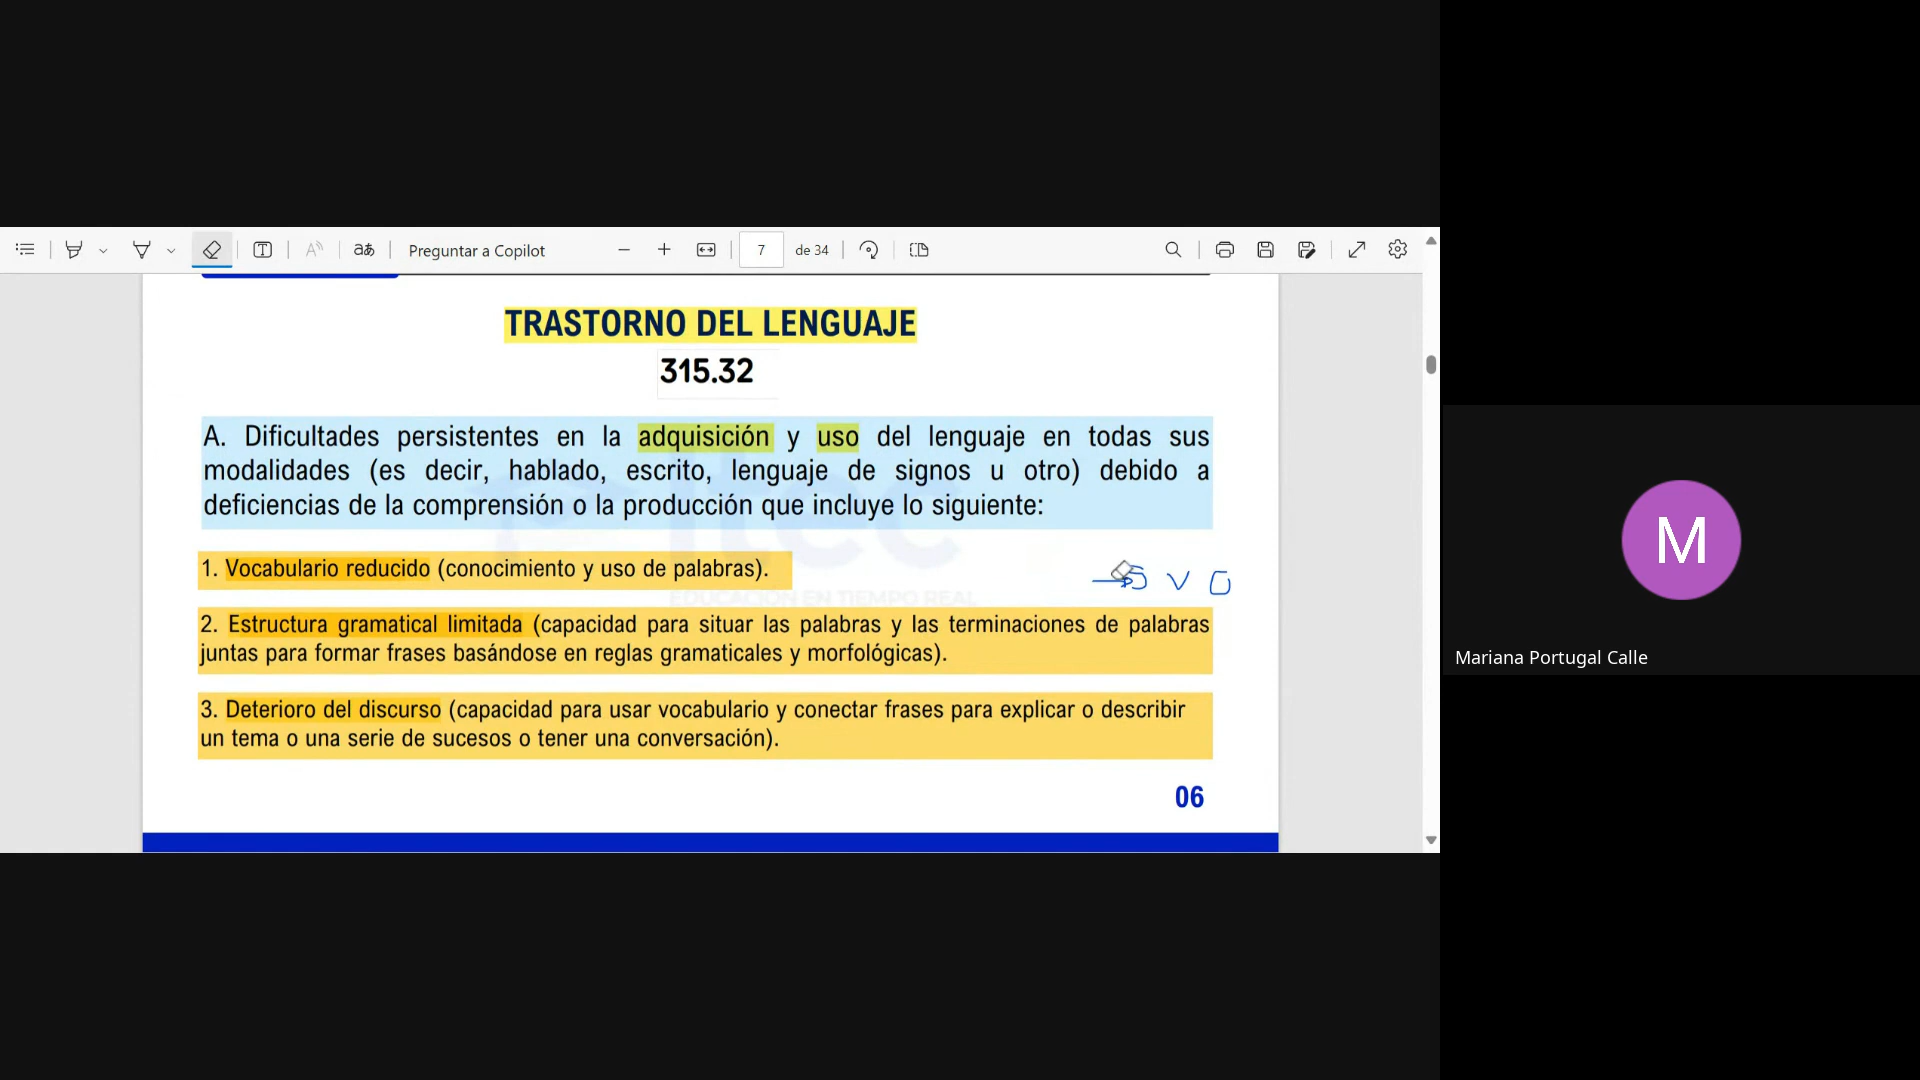 Preguntar a Copilot
7 de 34
TRASTORNO DEL LENGUAJE
315.32
A. Dificultades persistentes en la adquisición y uso del lenguaje en todas sus
modalidades (es decir, hablado, escrito, lenguaje de signos u otro) debido a
deficiencias de la comprensión o la producción que incluye lo siguiente:
itec
1. Vocabulario reducido (conocimiento y uso de palabras).
S V O
EDUCACIÓN EN TIEMPO REAL
2. Estructura gramatical limitada (capacidad para situar las palabras y las terminaciones de palabras
juntas para formar frases basándose en reglas gramaticales y morfológicas).
3. Deterioro del discurso (capacidad para usar vocabulario y conectar frases para explicar o describir
un tema o una serie de sucesos o tener una conversación).
06
M
Mariana Portugal Calle